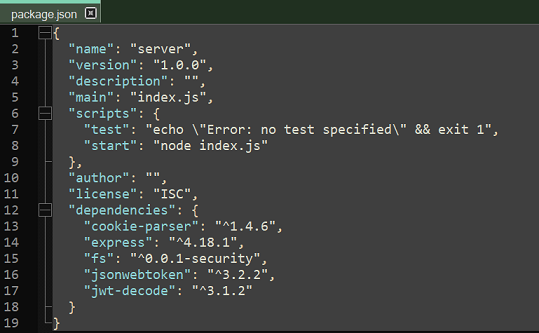 package.json
1 {
2   "name": "server",
3   "version": "1.0.0",
4   "description": "",
5   "main": "index.js",
6   "scripts": {
7     "test": "echo \"Error: no test specified\" && exit 1",
8     "start": "node index.js"
9   },
10   "author": "",
11   "license": "ISC",
12   "dependencies": {
13     "cookie-parser": "^1.4.6",
14     "express": "^4.18.1",
15     "fs": "^0.0.1-security",
16     "jsonwebtoken": "^3.2.2",
17     "jwt-decode": "^3.1.2"
18   }
19 }